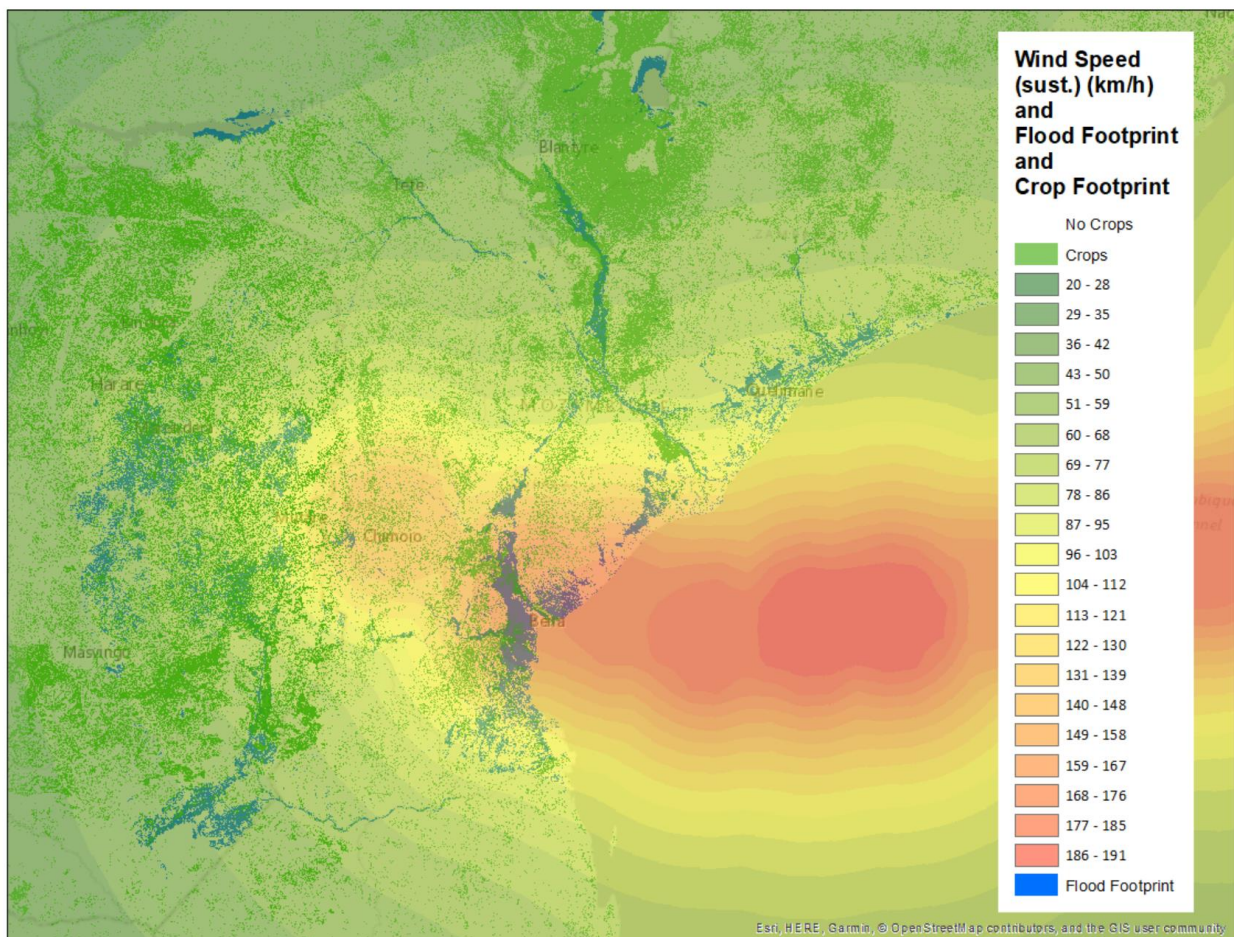 Wind Speed
(sust.) (km/h)
and
Flood Footprint
and
Crop Footprint
No Crops
Crops
20 - 28
29 - 35
36 - 42
43 - 50
51 - 59
60 - 68
69 - 77
78 - 86
87 - 95
96 - 103
104 - 112
113 - 121
122 - 130
131 - 139
140 - 148
149 - 158
159 - 167
168 - 176
177 - 185
186 - 191
Flood Footprint
Blantyre
Tete
Harare
Quelimane
Chimoio
Beira
Masvingo
Esri, HERE, Garmin, © OpenStreetMap contributors, and the GIS user community